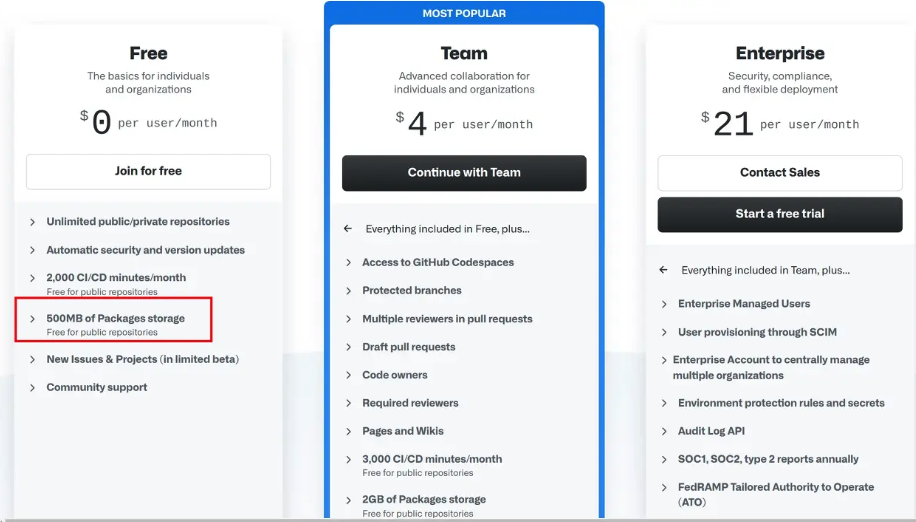 MOST POPULAR
Free
The basics for individuals
and organizations
$0 per user/month
Join for free
Unlimited public/private repositories
Automatic security and version updates
2,000 CI/CD minutes/month
Free for public repositories
500MB of Packages storage
Free for public repositories
New Issues & Projects (in limited beta)
Community support
Team
Advanced collaboration for
individuals and organizations
$4 per user/month
Continue with Team
Everything included in Free, plus...
Access to GitHub Codespaces
Protected branches
Multiple reviewers in pull requests
Draft pull requests
Code owners
Required reviewers
Pages and Wikis
3,000 CI/CD minutes/month
Free for public repositories
2GB of Packages storage
Free for public repositories
Enterprise
Security, compliance,
and flexible deployment
$21 per user/month
Contact Sales
Start a free trial
Everything included in Team, plus...
Enterprise Managed Users
User provisioning through SCIM
Enterprise Account to centrally manage
multiple organizations
Environment protection rules and secrets
Audit Log API
SOC1, SOC2, type 2 reports annually
FedRAMP Tailored Authority to Operate
(ATO)